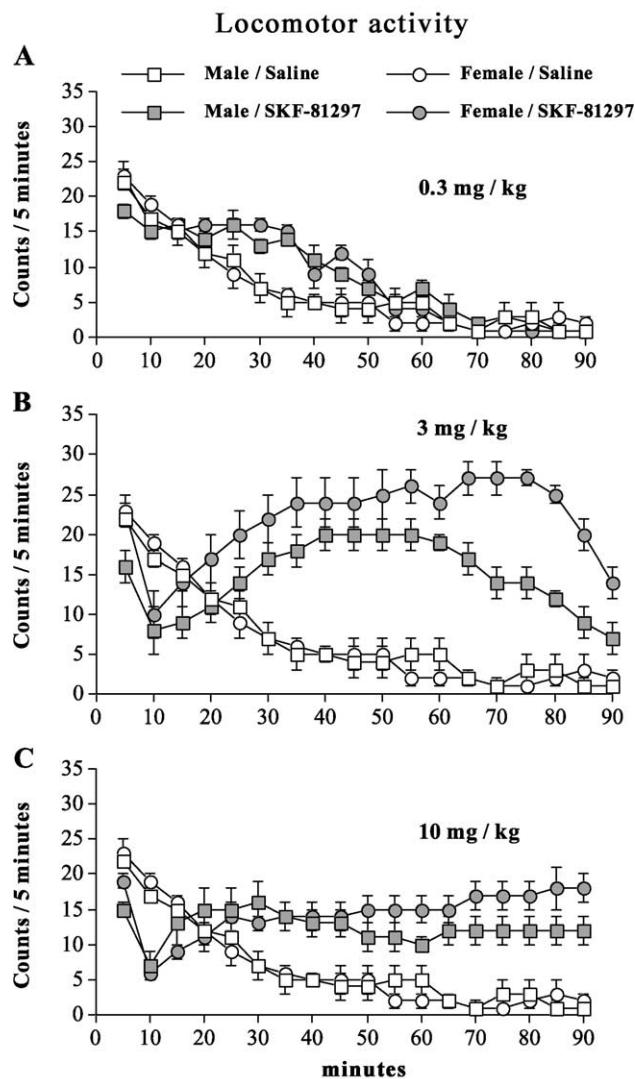 Locomotor activity
A
Male / Saline Female / Saline
Male / SKF-81297 Female / SKF-81297
0.3 mg / kg
Counts / 5 minutes
35
30
25
20
15
10
5
0
0 10 20 30 40 50 60 70 80 90
B
3 mg / kg
Counts / 5 minutes
35
30
25
20
15
10
5
0
0 10 20 30 40 50 60 70 80 90
C
10 mg / kg
Counts / 5 minutes
35
30
25
20
15
10
5
0
0 10 20 30 40 50 60 70 80 90
minutes